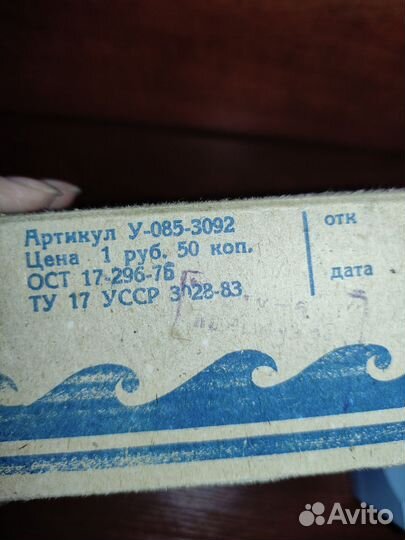 Артикул У-085-3092
Цена 1 руб. 50 коп.
ОСТ 17-296-76
ТУ 17 УССР 3028-83
ОТК
дата
Avito